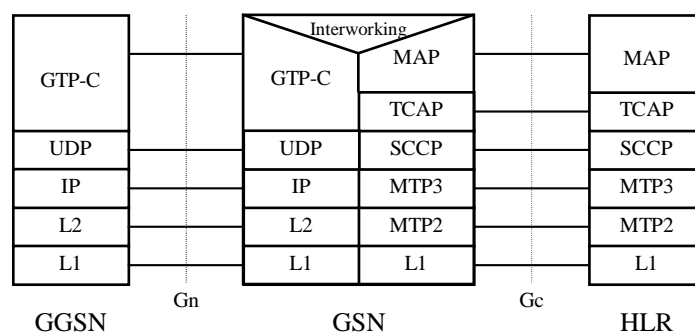 Interworking
GTP-C GTP-C MAP MAP
TCAP TCAP
UDP UDP SCCP SCCP
IP IP MTP3 MTP3
L2 L2 MTP2 MTP2
L1 L1 L1 L1
Gn Gc
GGSN GSN HLR